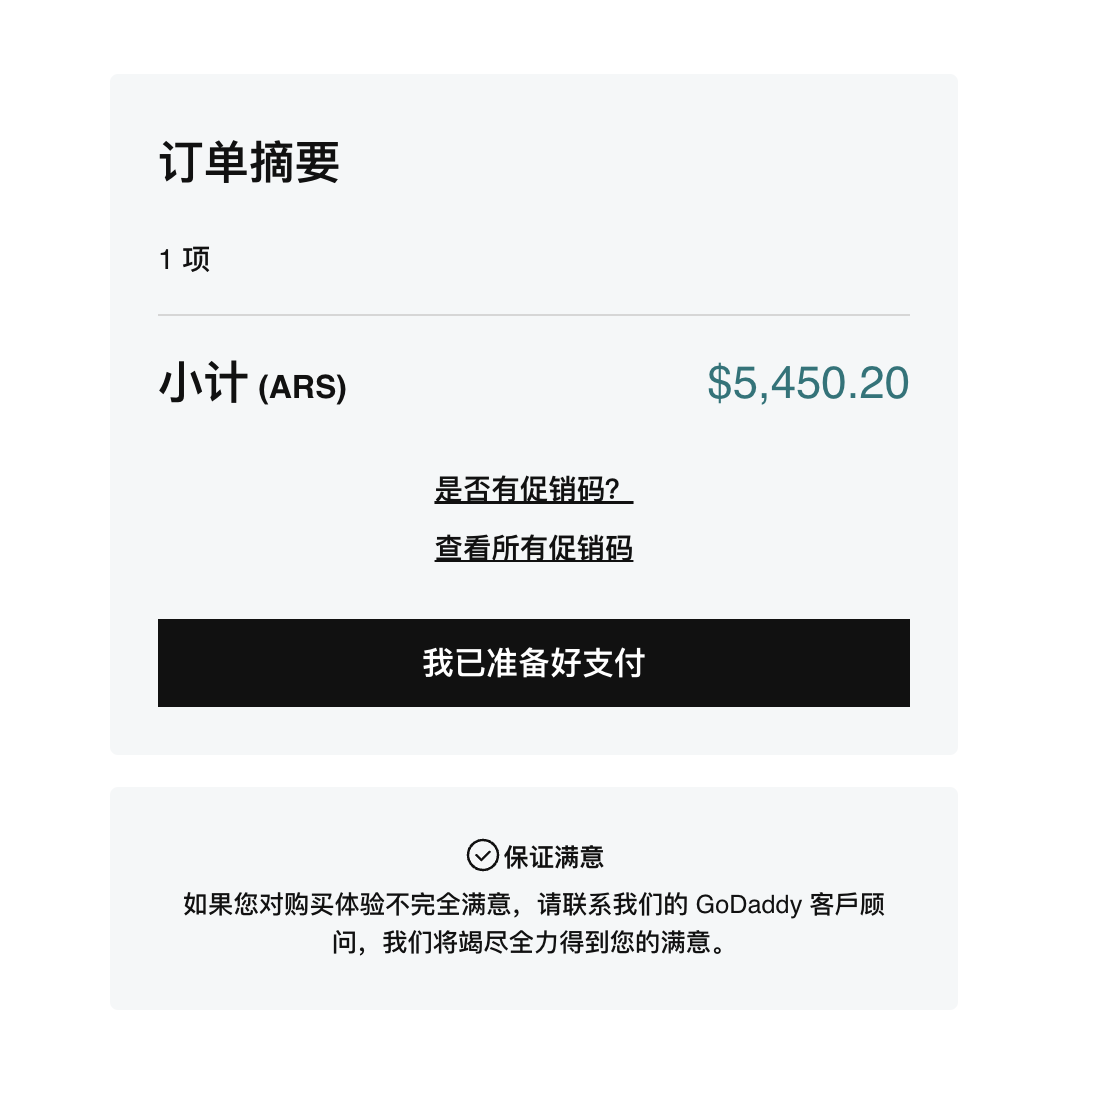 订单摘要
1 项
小计 (ARS)
$5,450.20
是否有促销码？
查看所有促销码
我已准备好支付
保证满意
如果您对购买体验不完全满意，请联系我们的 GoDaddy 客戶顾
问，我们将竭尽全力得到您的满意。